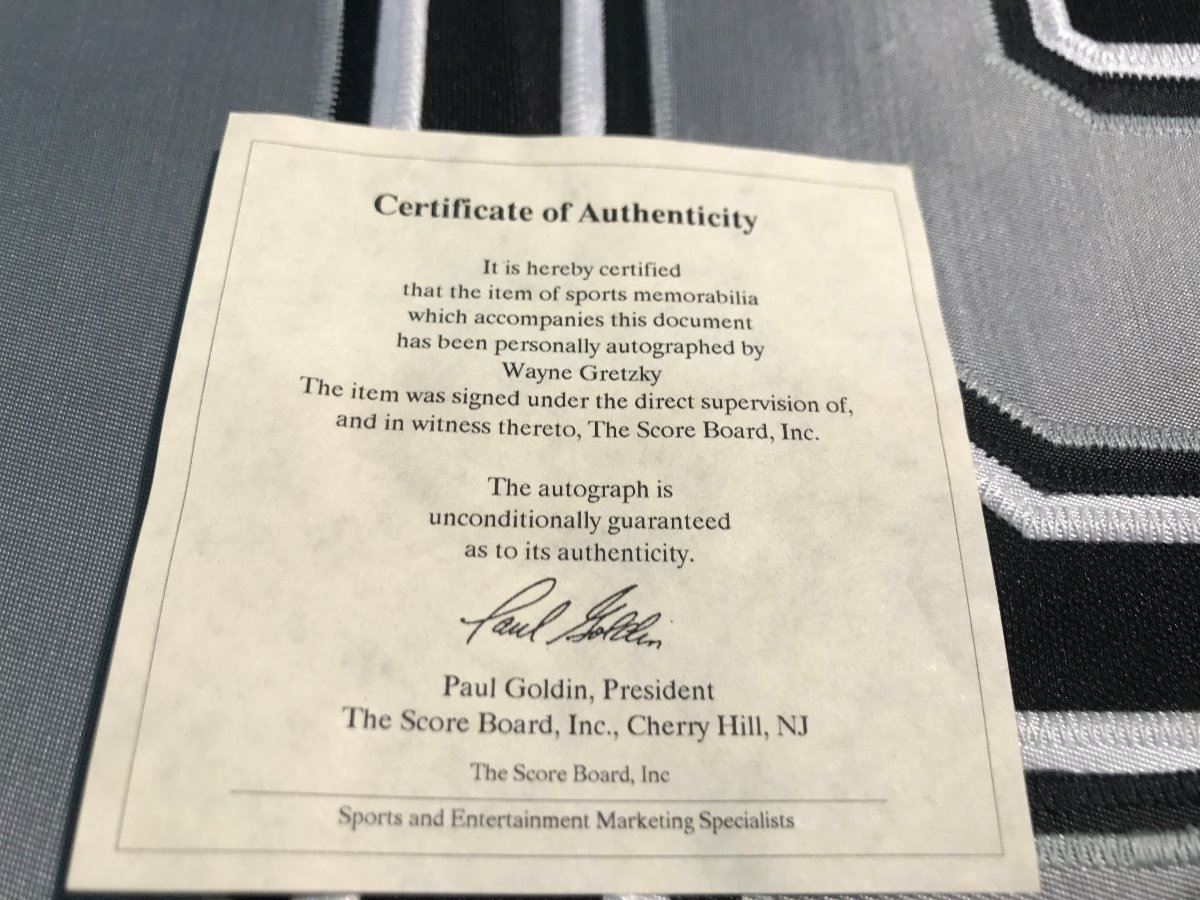 Certificate of Authenticity
It is hereby certified
that the item of sports memorabilia
which accompanies this document
has been personally autographed by
Wayne Gretzky
The item was signed under the direct supervision of,
and in witness thereto, The Score Board, Inc.
The autograph is
unconditionally guaranteed
as to its authenticity.
Paul Goldin
Paul Goldin, President
The Score Board, Inc., Cherry Hill, NJ
The Score Board, Inc
Sports and Entertainment Marketing Specialists